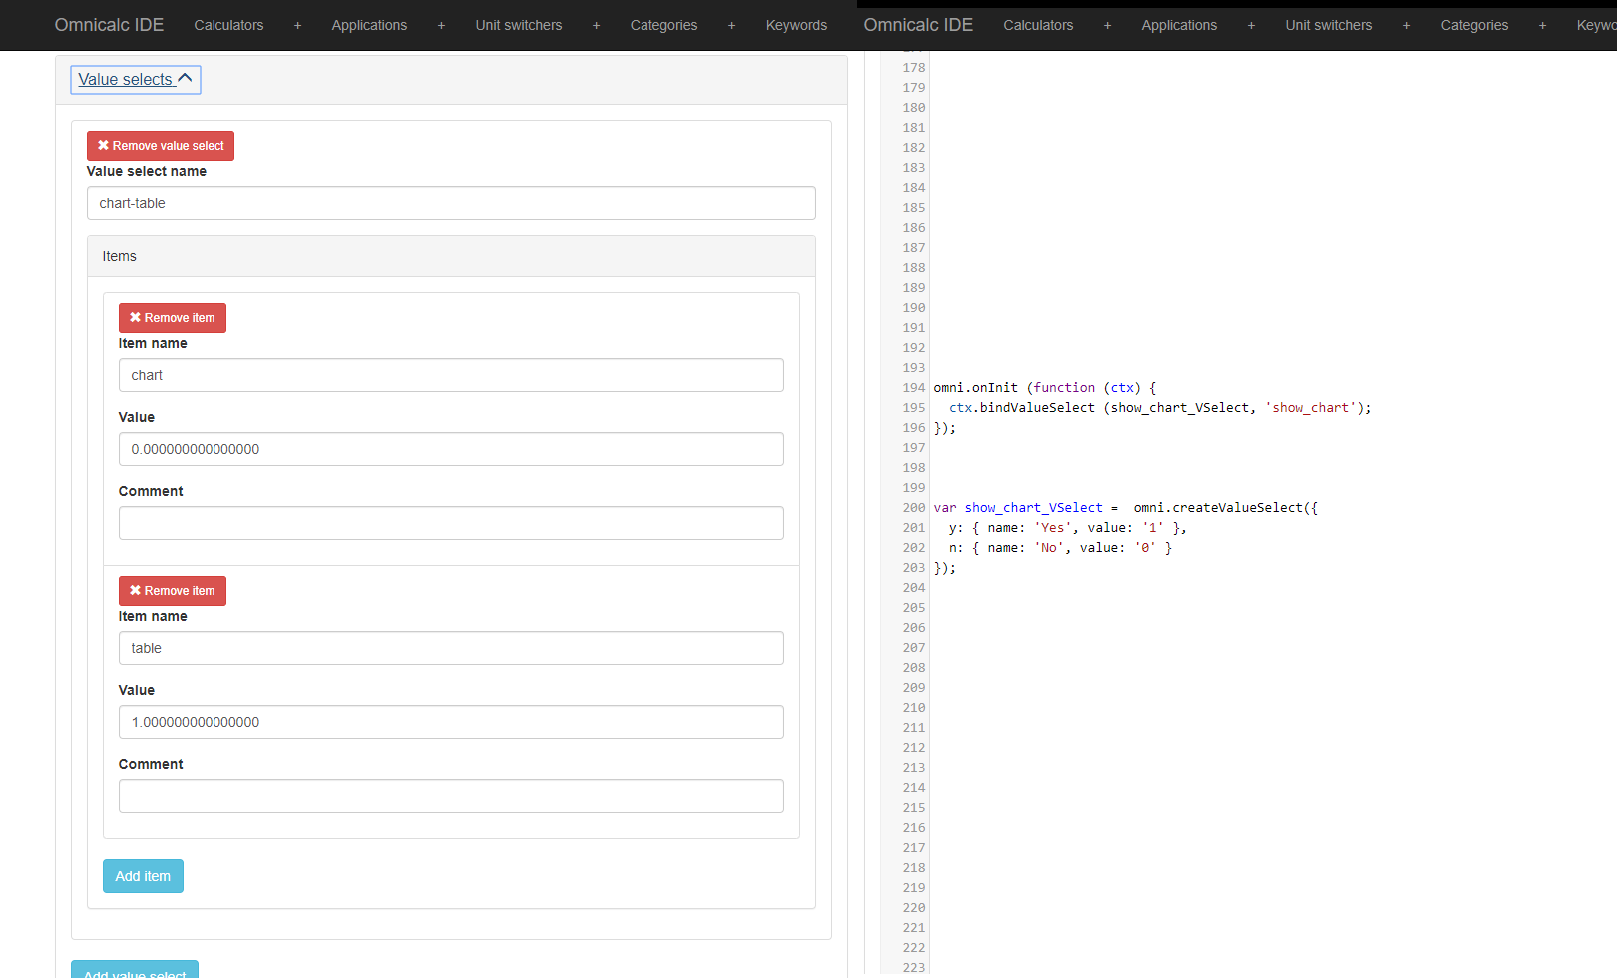 Omnicalc IDE Calculators + Applications + Unit switchers + Categories + Keywords
Value selects
✖ Remove value select
Value select name
chart-table
Items
✖ Remove item
Item name
chart
Value
0.000000000000000
Comment
✖ Remove item
Item name
table
Value
1.000000000000000
Comment
Add item
Add value select
Omnicalc IDE Calculators + Applications + Unit switchers + Categories + Keywo
178
179
180
181
182
183
184
185
186
187
188
189
190
191
192
193
194 omni.onInit (function (ctx) {
195 ctx.bindValueSelect (show_chart_VSelect, 'show_chart');
196 });
197
198
199
200 var show_chart_VSelect = omni.createValueSelect({
201 y: { name: 'Yes', value: '1' },
202 n: { name: 'No', value: '0' }
203 });
204
205
206
207
208
209
210
211
212
213
214
215
216
217
218
219
220
221
222
223